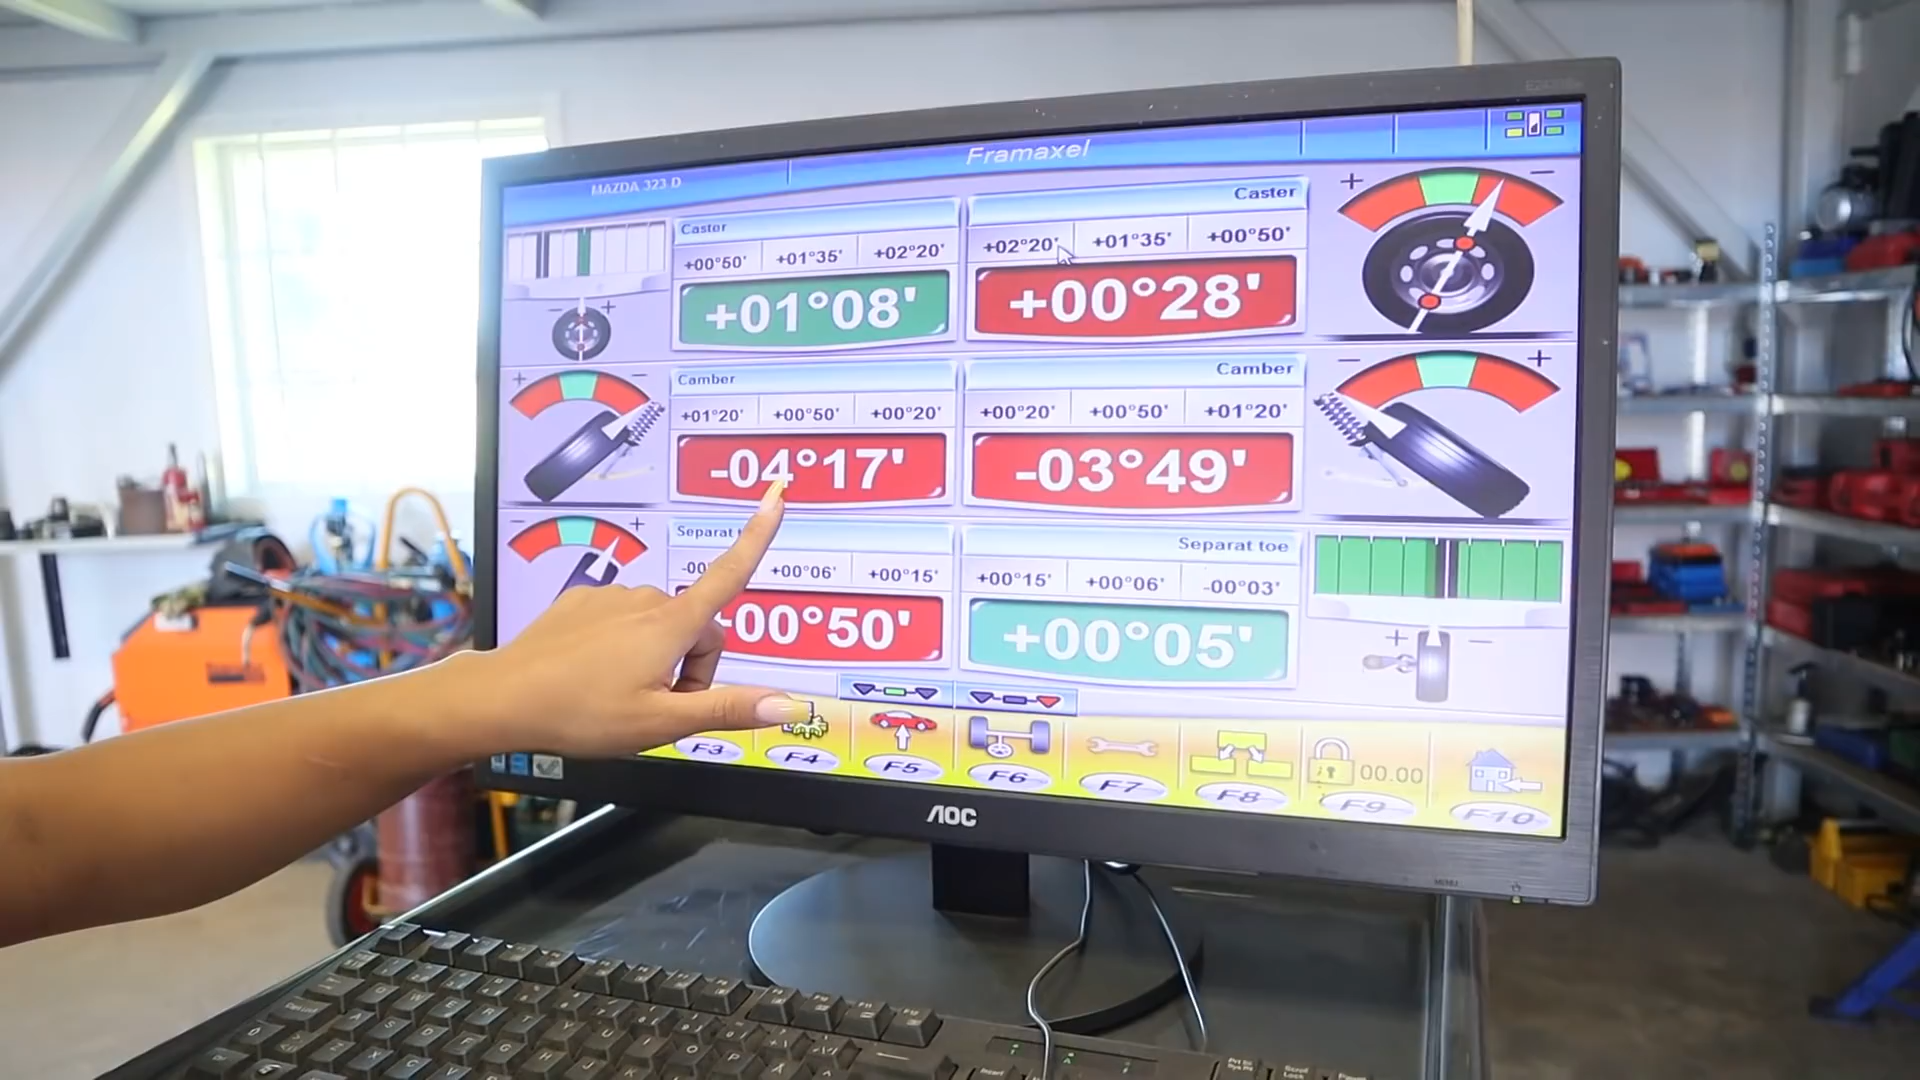 MAZDA 323 D
Framaxel
Caster
Caster
+00°50' +01°35' +02°20'
+02°20' +01°35' +00°50'
+01°08'
+00°28'
Camber
Camber
+01°20' +00°50' +00°20'
+00°20' +00°50' +01°20'
-04°17'
-03°49'
Separat
Separat toe
+00°06' +00°15'
+00°15' +00°06' -00°03'
+00°50'
+00°05'
F3 F4 F5 F6 F7 F8 F9 00.00 F10
AOC
MENU